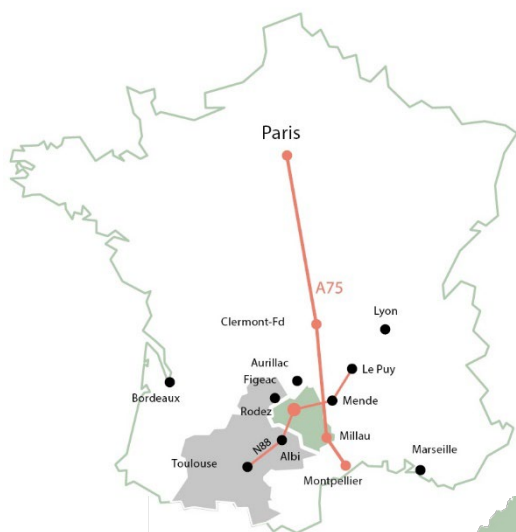 Paris
A75
Lyon
Clermont-Fd
Aurillac
Le Puy
Figeac
Bordeaux
Mende
Rodez
Millau
N88
Albi
Marseille
Toulouse
Montpellier